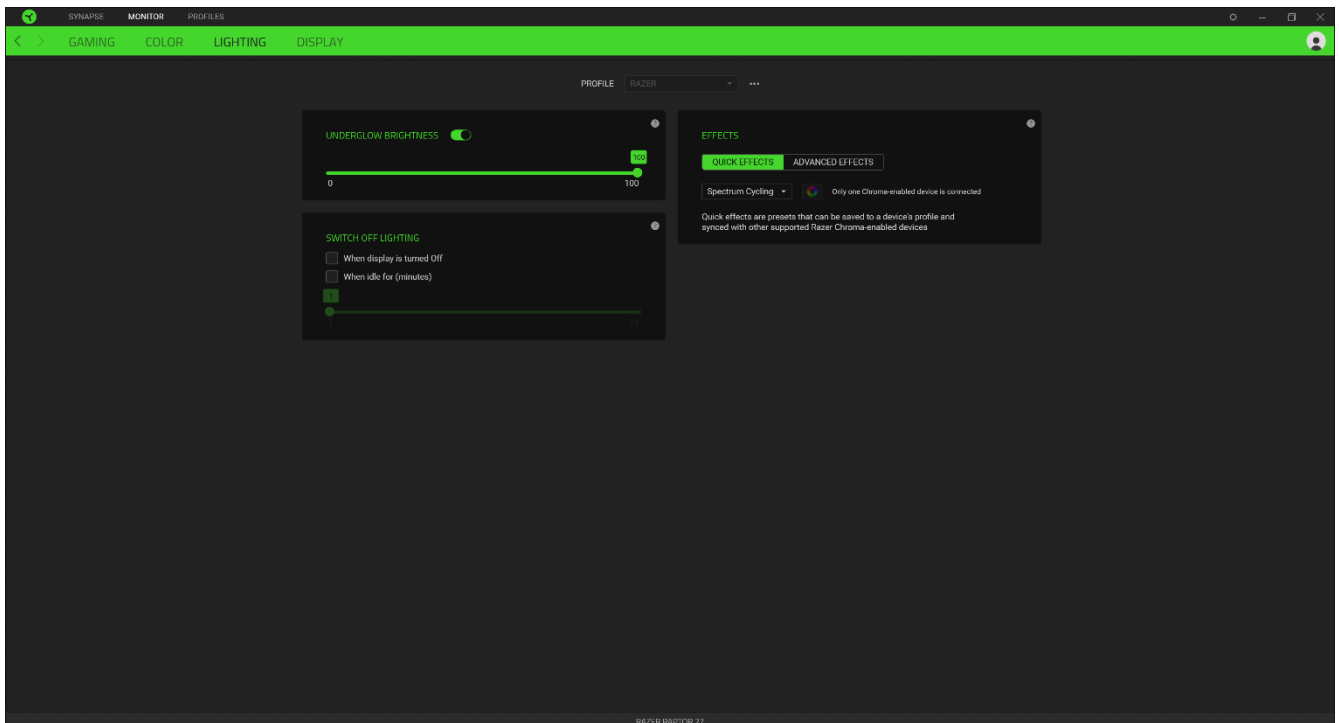 SYNAPSE MONITOR PROFILES
GAMING COLOR LIGHTING DISPLAY
PROFILE RAZER
UNDERGLOW BRIGHTNESS
100
0 100
SWITCH OFF LIGHTING
When display is turned Off
When idle for (minutes)
1
1 15
EFFECTS
QUICK EFFECTS ADVANCED EFFECTS
Spectrum Cycling Only one Chroma-enabled device is connected
Quick effects are presets that can be saved to a device's profile and
synced with other supported Razer Chroma-enabled devices
RAZER RAPTOR 27